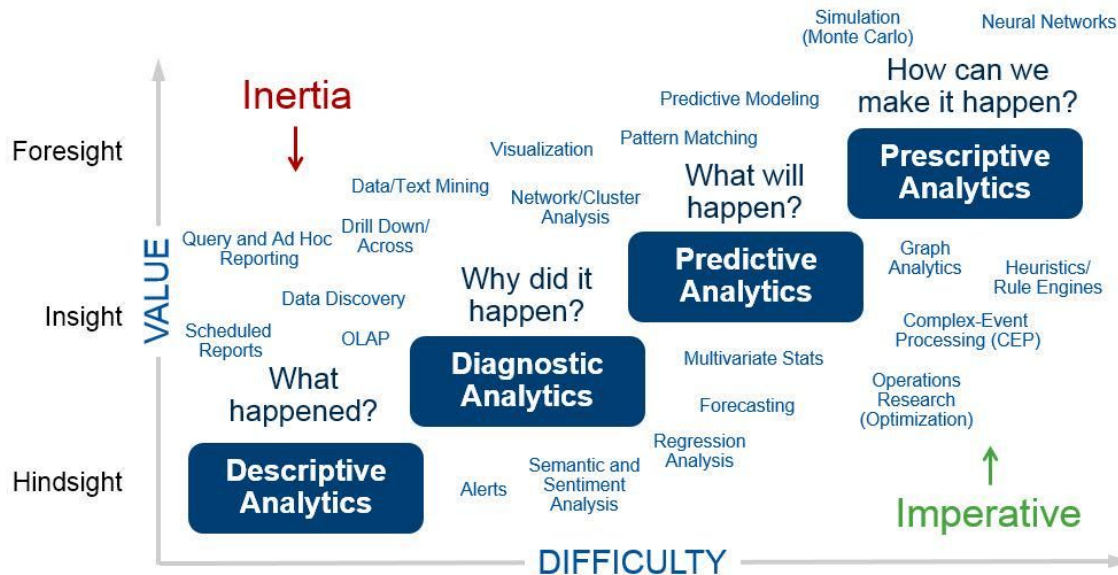 Simulation
(Monte Carlo)
Neural Networks
How can we
make it happen?
Inertia
Predictive Modeling
Foresight
Visualization
Pattern Matching
Prescriptive
Analytics
Data/Text Mining
Network/Cluster
Analysis
What will
happen?
Query and Ad Hoc
Reporting
Drill Down/
Across
Predictive
Analytics
Graph
Analytics
Heuristics/
Rule Engines
VALUE
Why did it
happen?
Data Discovery
Insight
Scheduled
Reports
OLAP
Complex-Event
Processing (CEP)
Diagnostic
Analytics
Multivariate Stats
What
happened?
Operations
Research
(Optimization)
Forecasting
Regression
Analysis
Hindsight
Descriptive
Analytics
Alerts
Semantic and
Sentiment
Analysis
Imperative
DIFFICULTY